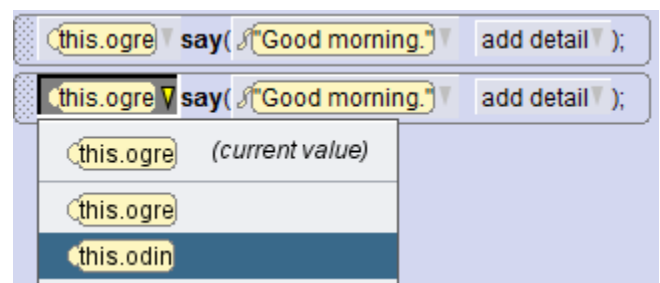 this.ogre say( "Good morning." add detail );
this.ogre say( "Good morning." add detail );
this.ogre (current value)
this.ogre
this.odin